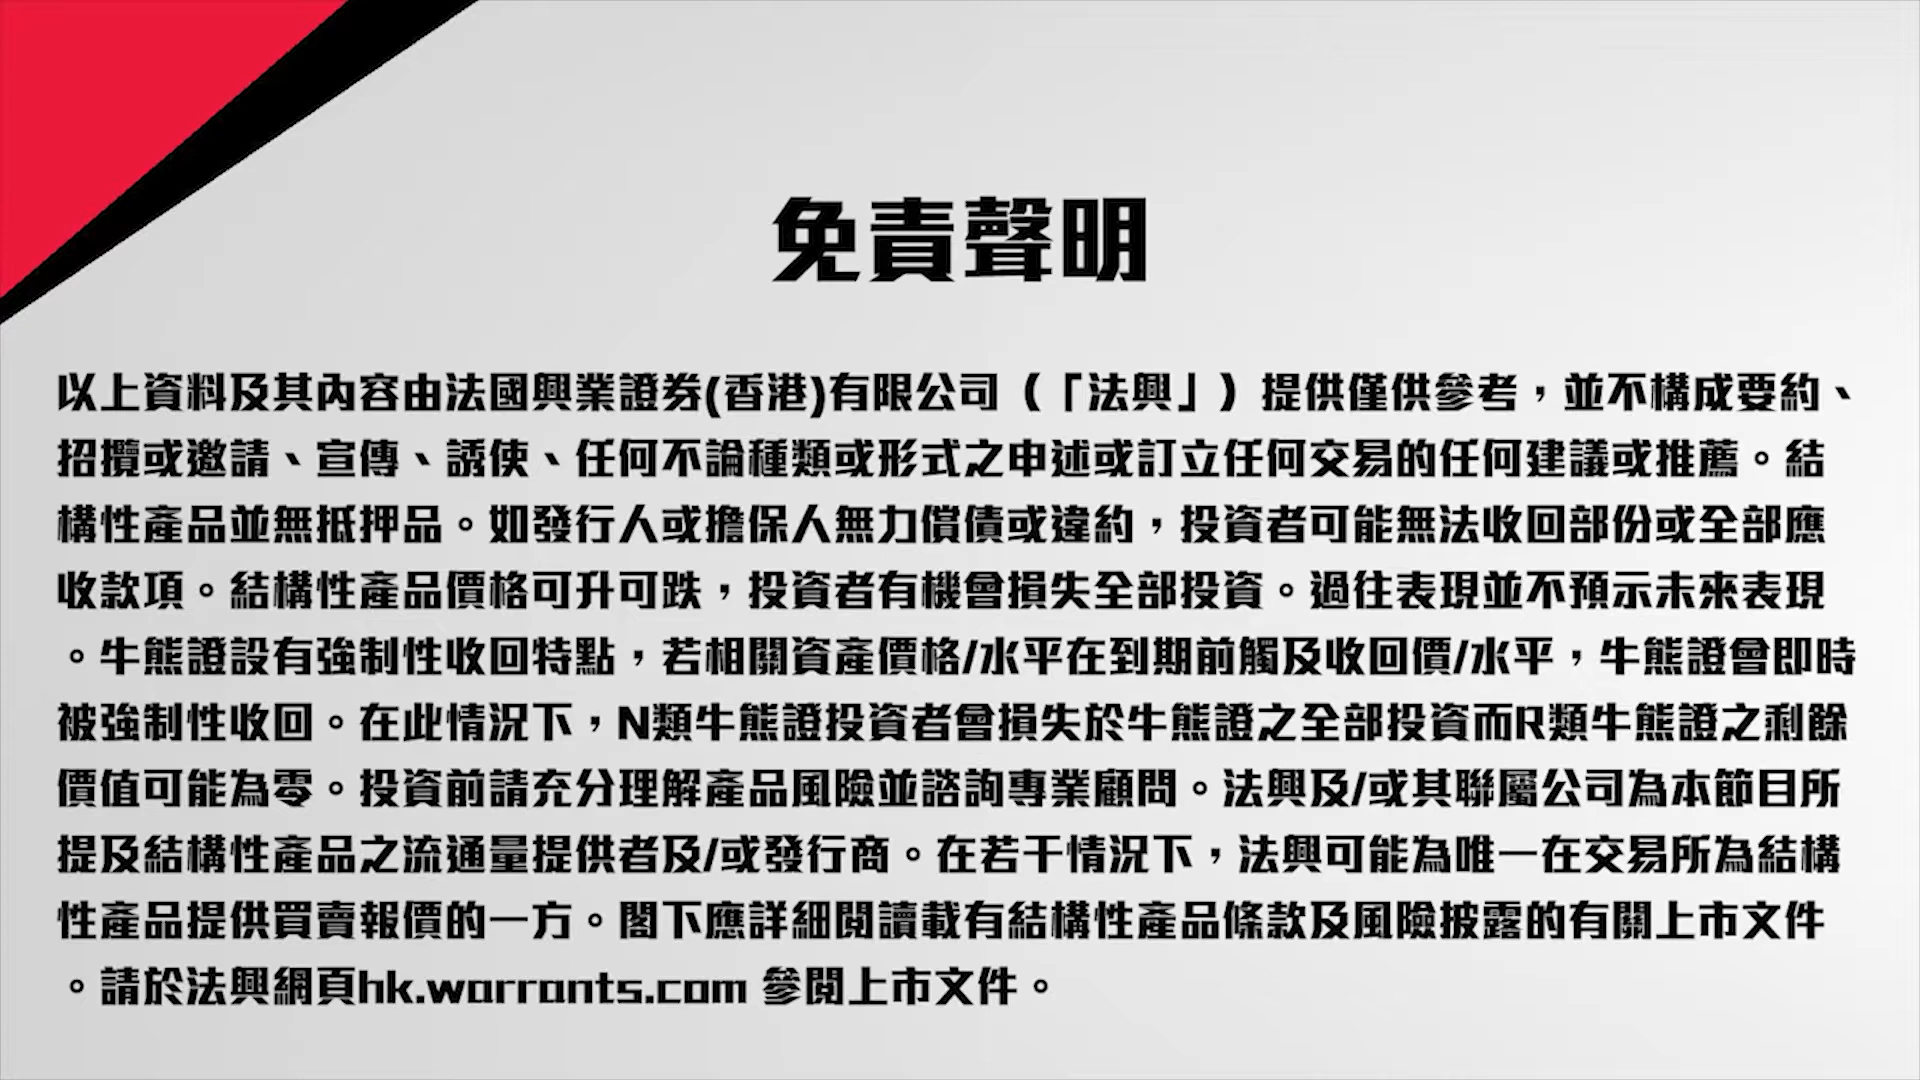 免責聲明
以上資料及其內容由法國興業證券(香港)有限公司（「法興」）提供僅供參考，並不構成要約、
招攬或邀請、宣傳、誘使、任何不論種類或形式之申述或訂立任何交易的任何建議或推薦。結
構性產品並無抵押品。如發行人或擔保人無力償債或違約，投資者可能無法收回部份或全部應
收款項。結構性產品價格可升可跌，投資者有機會損失全部投資。過往表現並不預示未來表現
。牛熊證設有強制性收回特點，若相關資產價格/水平在到期前觸及收回價/水平，牛熊證會即時
被強制性收回。在此情況下，N類牛熊證投資者會損失於牛熊證之全部投資而R類牛熊證之剩餘
價值可能為零。投資前請充分理解產品風險並諮詢專業顧問。法興及/或其聯屬公司為本節目所
提及結構性產品之流通量提供者及/或發行商。在若干情況下，法興可能為唯一在交易所為結構
性產品提供買賣報價的一方。閣下應詳細閱讀載有結構性產品條款及風險披露的有關上市文件
。請於法興網頁hk.warrants.com 參閱上市文件。